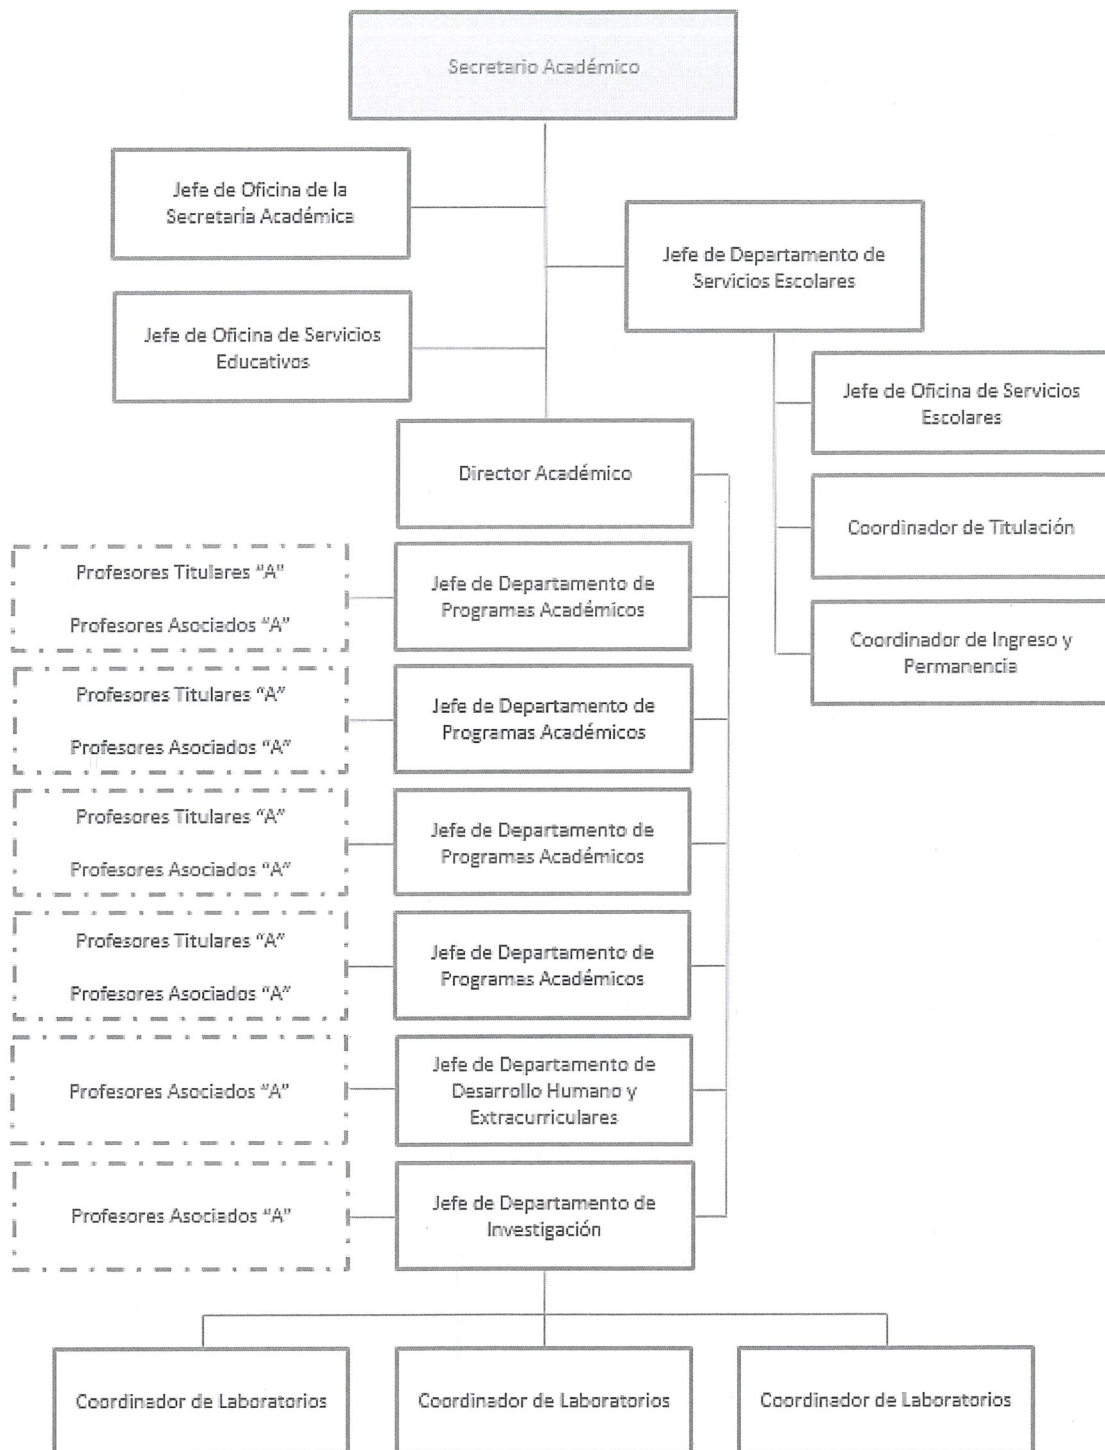 Secretario Académico
Jefe de Oficina de la
Secretaría Académica
Jefe de Departamento de
Servicios Escolares
Jefe de Oficina de Servicios
Educativos
Jefe de Oficina de Servicios
Escolares
Director Académico
Coordinador de Titulación
Profesores Titulares "A"
Profesores Asociados "A"
Jefe de Departamento de
Programas Académicos
Coordinador de Ingreso y
Permanencia
Profesores Titulares "A"
Profesores Asociados "A"
Jefe de Departamento de
Programas Académicos
Profesores Titulares "A"
Profesores Asociados "A"
Jefe de Departamento de
Programas Académicos
Profesores Titulares "A"
Profesores Asociados "A"
Jefe de Departamento de
Programas Académicos
Profesores Asociados "A"
Jefe de Departamento de
Desarrollo Humano y
Extracurriculares
Profesores Asociados "A"
Jefe de Departamento de
Investigación
Coordinador de Laboratorios
Coordinador de Laboratorios
Coordinador de Laboratorios